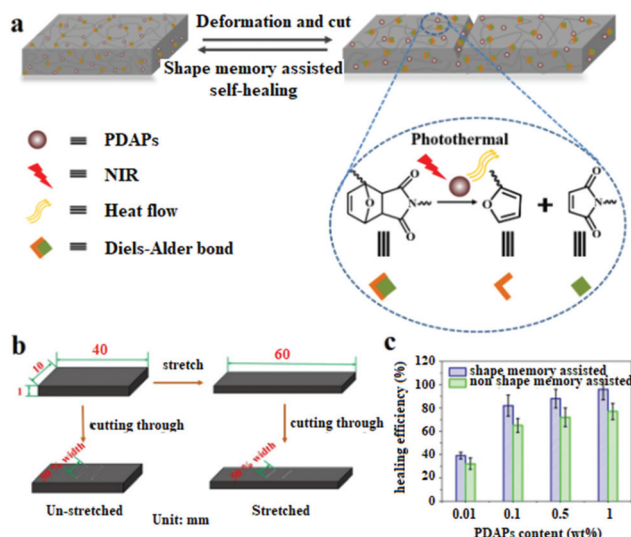 a
Deformation and cut
Shape memory assisted
self-healing
PDAPs
NIR
Heat flow
Diels-Alder bond
Photothermal
O
O
N
O
O
+
O
N
O
b
40
10
1
stretch
60
cutting through
cutting through
50 % width
50 % width
Un-stretched
Unit: mm
Stretched
c
healing efficiency (%)
120
100
80
60
40
20
0
shape memory assisted
non shape memory assisted
0.01
0.1
0.5
1
PDAPs content (wt%)